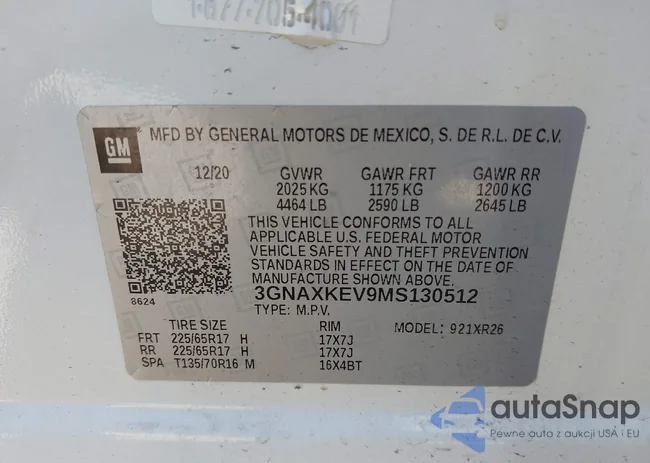 1-877-705-4001
GM
MFD BY GENERAL MOTORS DE MEXICO, S. DE R.L. DE C.V.
12/20 GVWR GAWR FRT GAWR RR
2025 KG 1175 KG 1200 KG
4464 LB 2590 LB 2645 LB
THIS VEHICLE CONFORMS TO ALL
APPLICABLE U.S. FEDERAL MOTOR
VEHICLE SAFETY AND THEFT PREVENTION
STANDARDS IN EFFECT ON THE DATE OF
MANUFACTURE SHOWN ABOVE.
8624
3GNAXKEV9MS130512
TYPE: M.P.V.
TIRE SIZE RIM MODEL: 921XR26
FRT 225/65R17 H 17X7J
RR 225/65R17 H 17X7J
SPA T135/70R16 M 16X4BT
autaSnap
Pewne auto z aukcji USA i EU